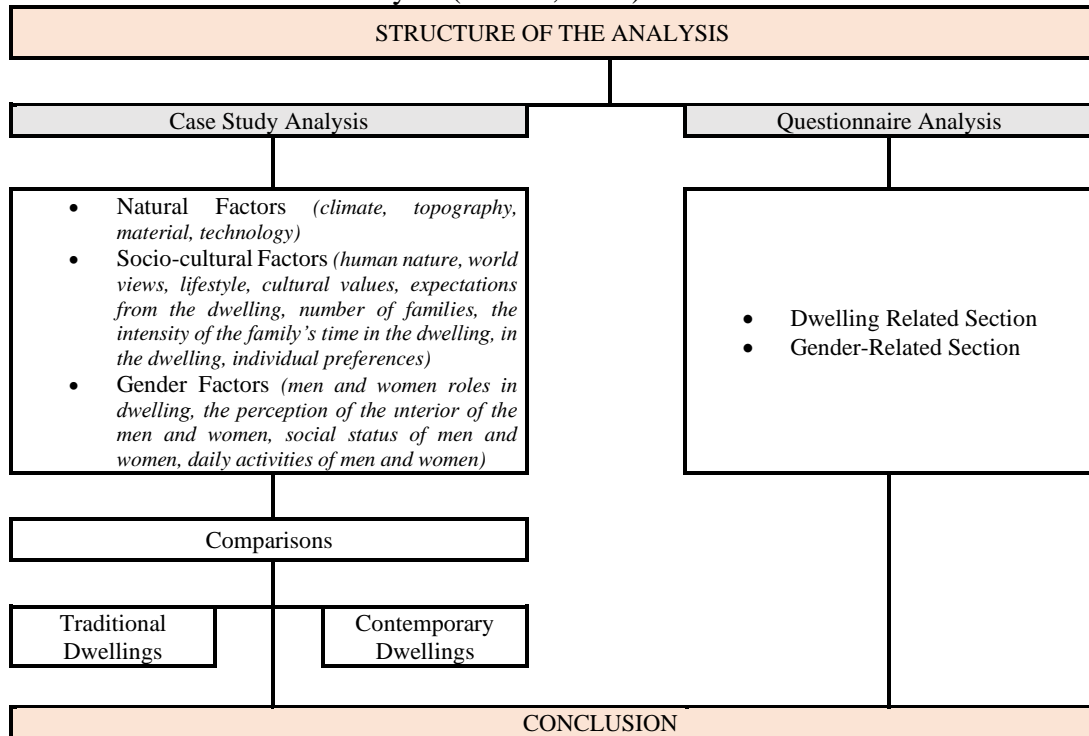 STRUCTURE OF THE ANALYSIS
Case Study Analysis
• Natural Factors (climate, topography,
material, technology)
• Socio-cultural Factors (human nature, world
views, lifestyle, cultural values, expectations
from the dwelling, number of families, the
intensity of the family's time in the dwelling, in
the dwelling, individual preferences)
• Gender Factors (men and women roles in
dwelling, the perception of the interior of the
men and women, social status of men and
women, daily activities of men and women)
Comparisons
Traditional
Dwellings
Contemporary
Dwellings
Questionnaire Analysis
• Dwelling Related Section
• Gender-Related Section
CONCLUSION